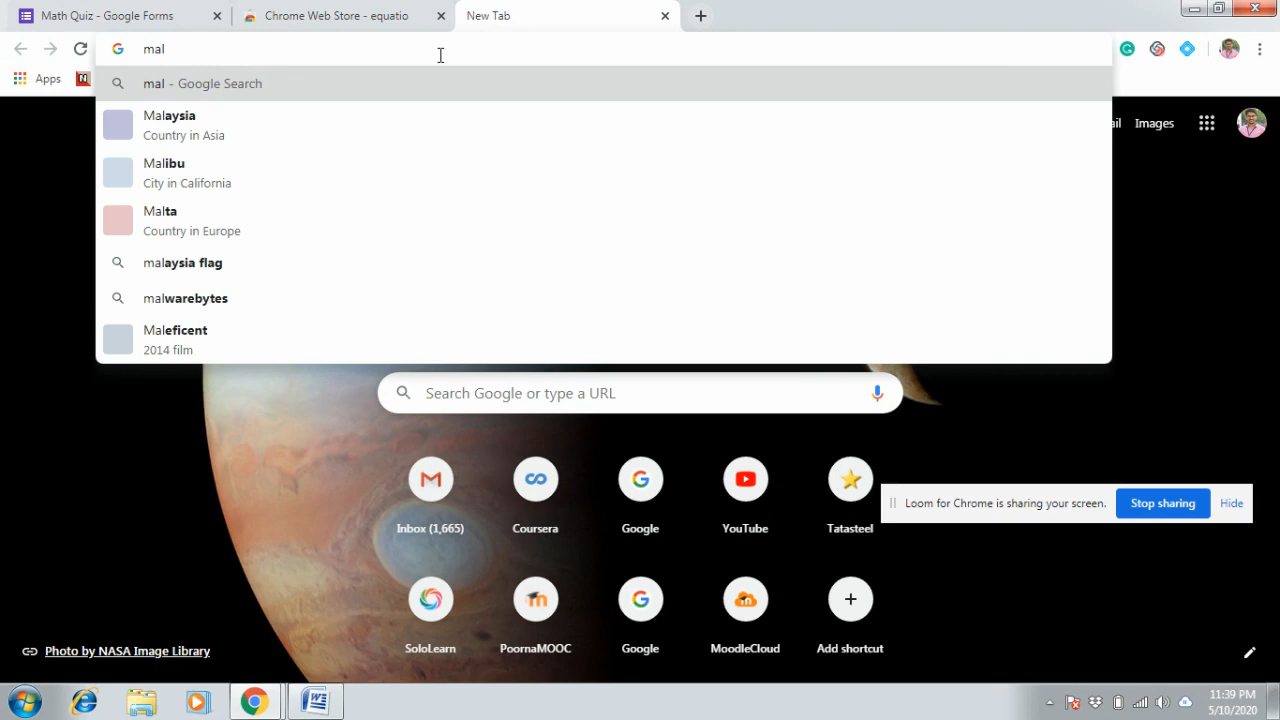 Math Quiz - Google Forms
Chrome Web Store - equatio
New Tab
mal
Apps
mal - Google Search
Malaysia
Country in Asia
Malibu
City in California
Malta
Country in Europe
malaysia flag
malwarebytes
Maleficent
2014 film
Images
Search Google or type a URL
Inbox (1,665)
Coursera
Google
YouTube
Tatasteel
Loom for Chrome is sharing your screen.
Stop sharing
Hide
SoloLearn
PoornaMOOC
Google
MoodleCloud
Add shortcut
Photo by NASA Image Library
11:39 PM
5/10/2020